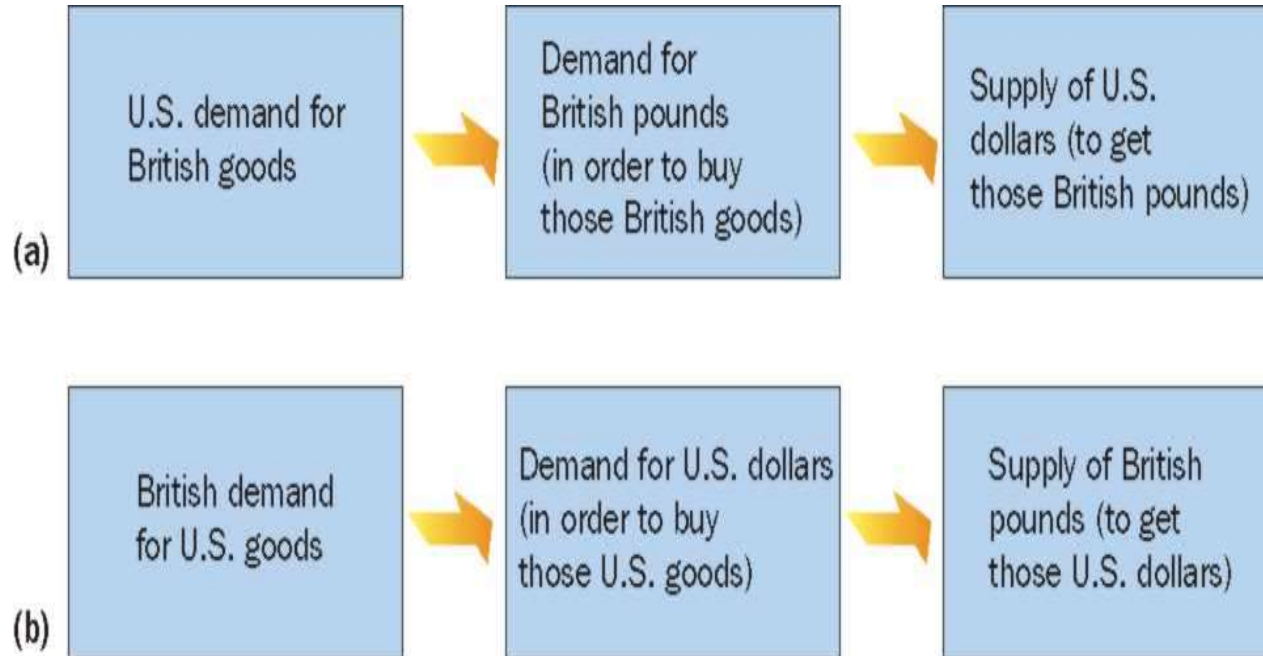 U.S. demand for
British goods
Demand for
British pounds
(in order to buy
those British goods)
Supply of U.S.
dollars (to get
those British pounds)
(a)
British demand
for U.S. goods
Demand for U.S. dollars
(in order to buy
those U.S. goods)
Supply of British
pounds (to get
those U.S. dollars)
(b)